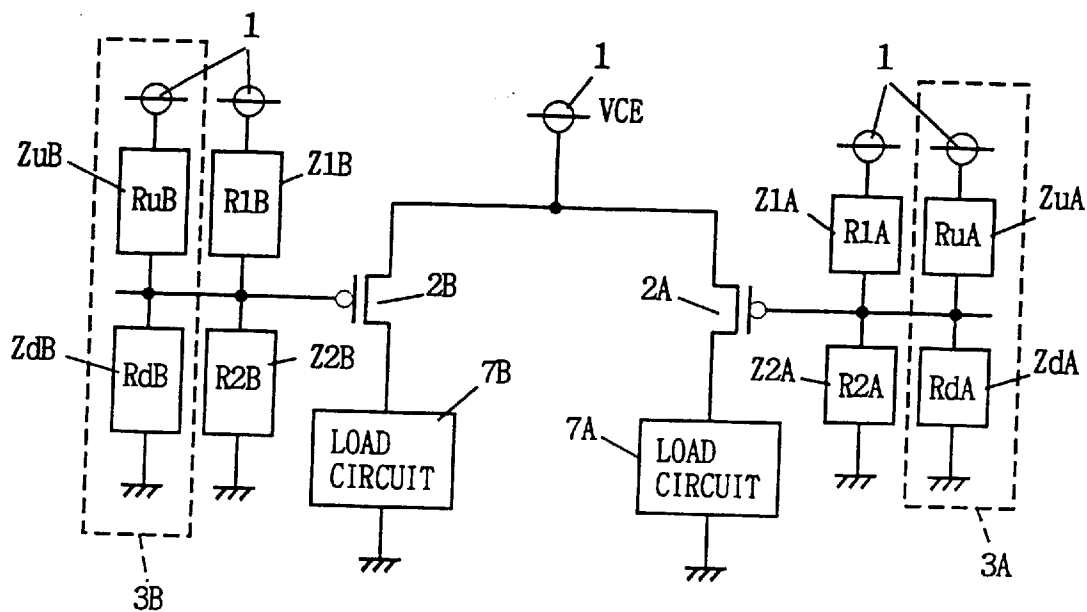 1
1
VCE
1
ZuB
RuB
R1B
Z1B
Z1A
R1A
RuA
ZuA
2B
2A
ZdB
RdB
R2B
Z2B
7B
LOAD
CIRCUIT
7A
LOAD
CIRCUIT
Z2A
R2A
RdA
ZdA
3B
3A